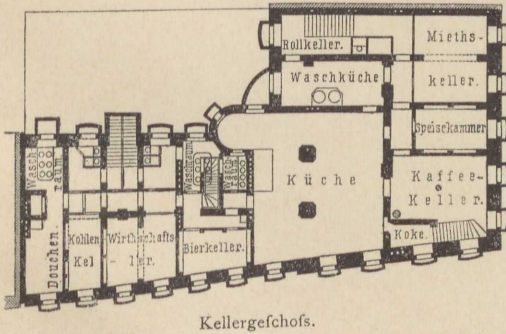 Rollkeller.
Mieths-
keller.
Waschküche
Speisekammer
Küche
Kaffee-
Keller.
Koke.
Wasch
raum
Douchen
Kohlen
Kel
Wirthschafts
- ler.
Waschraum
Wasch
raum
Bierkeller.
Kellergeſchoſs.